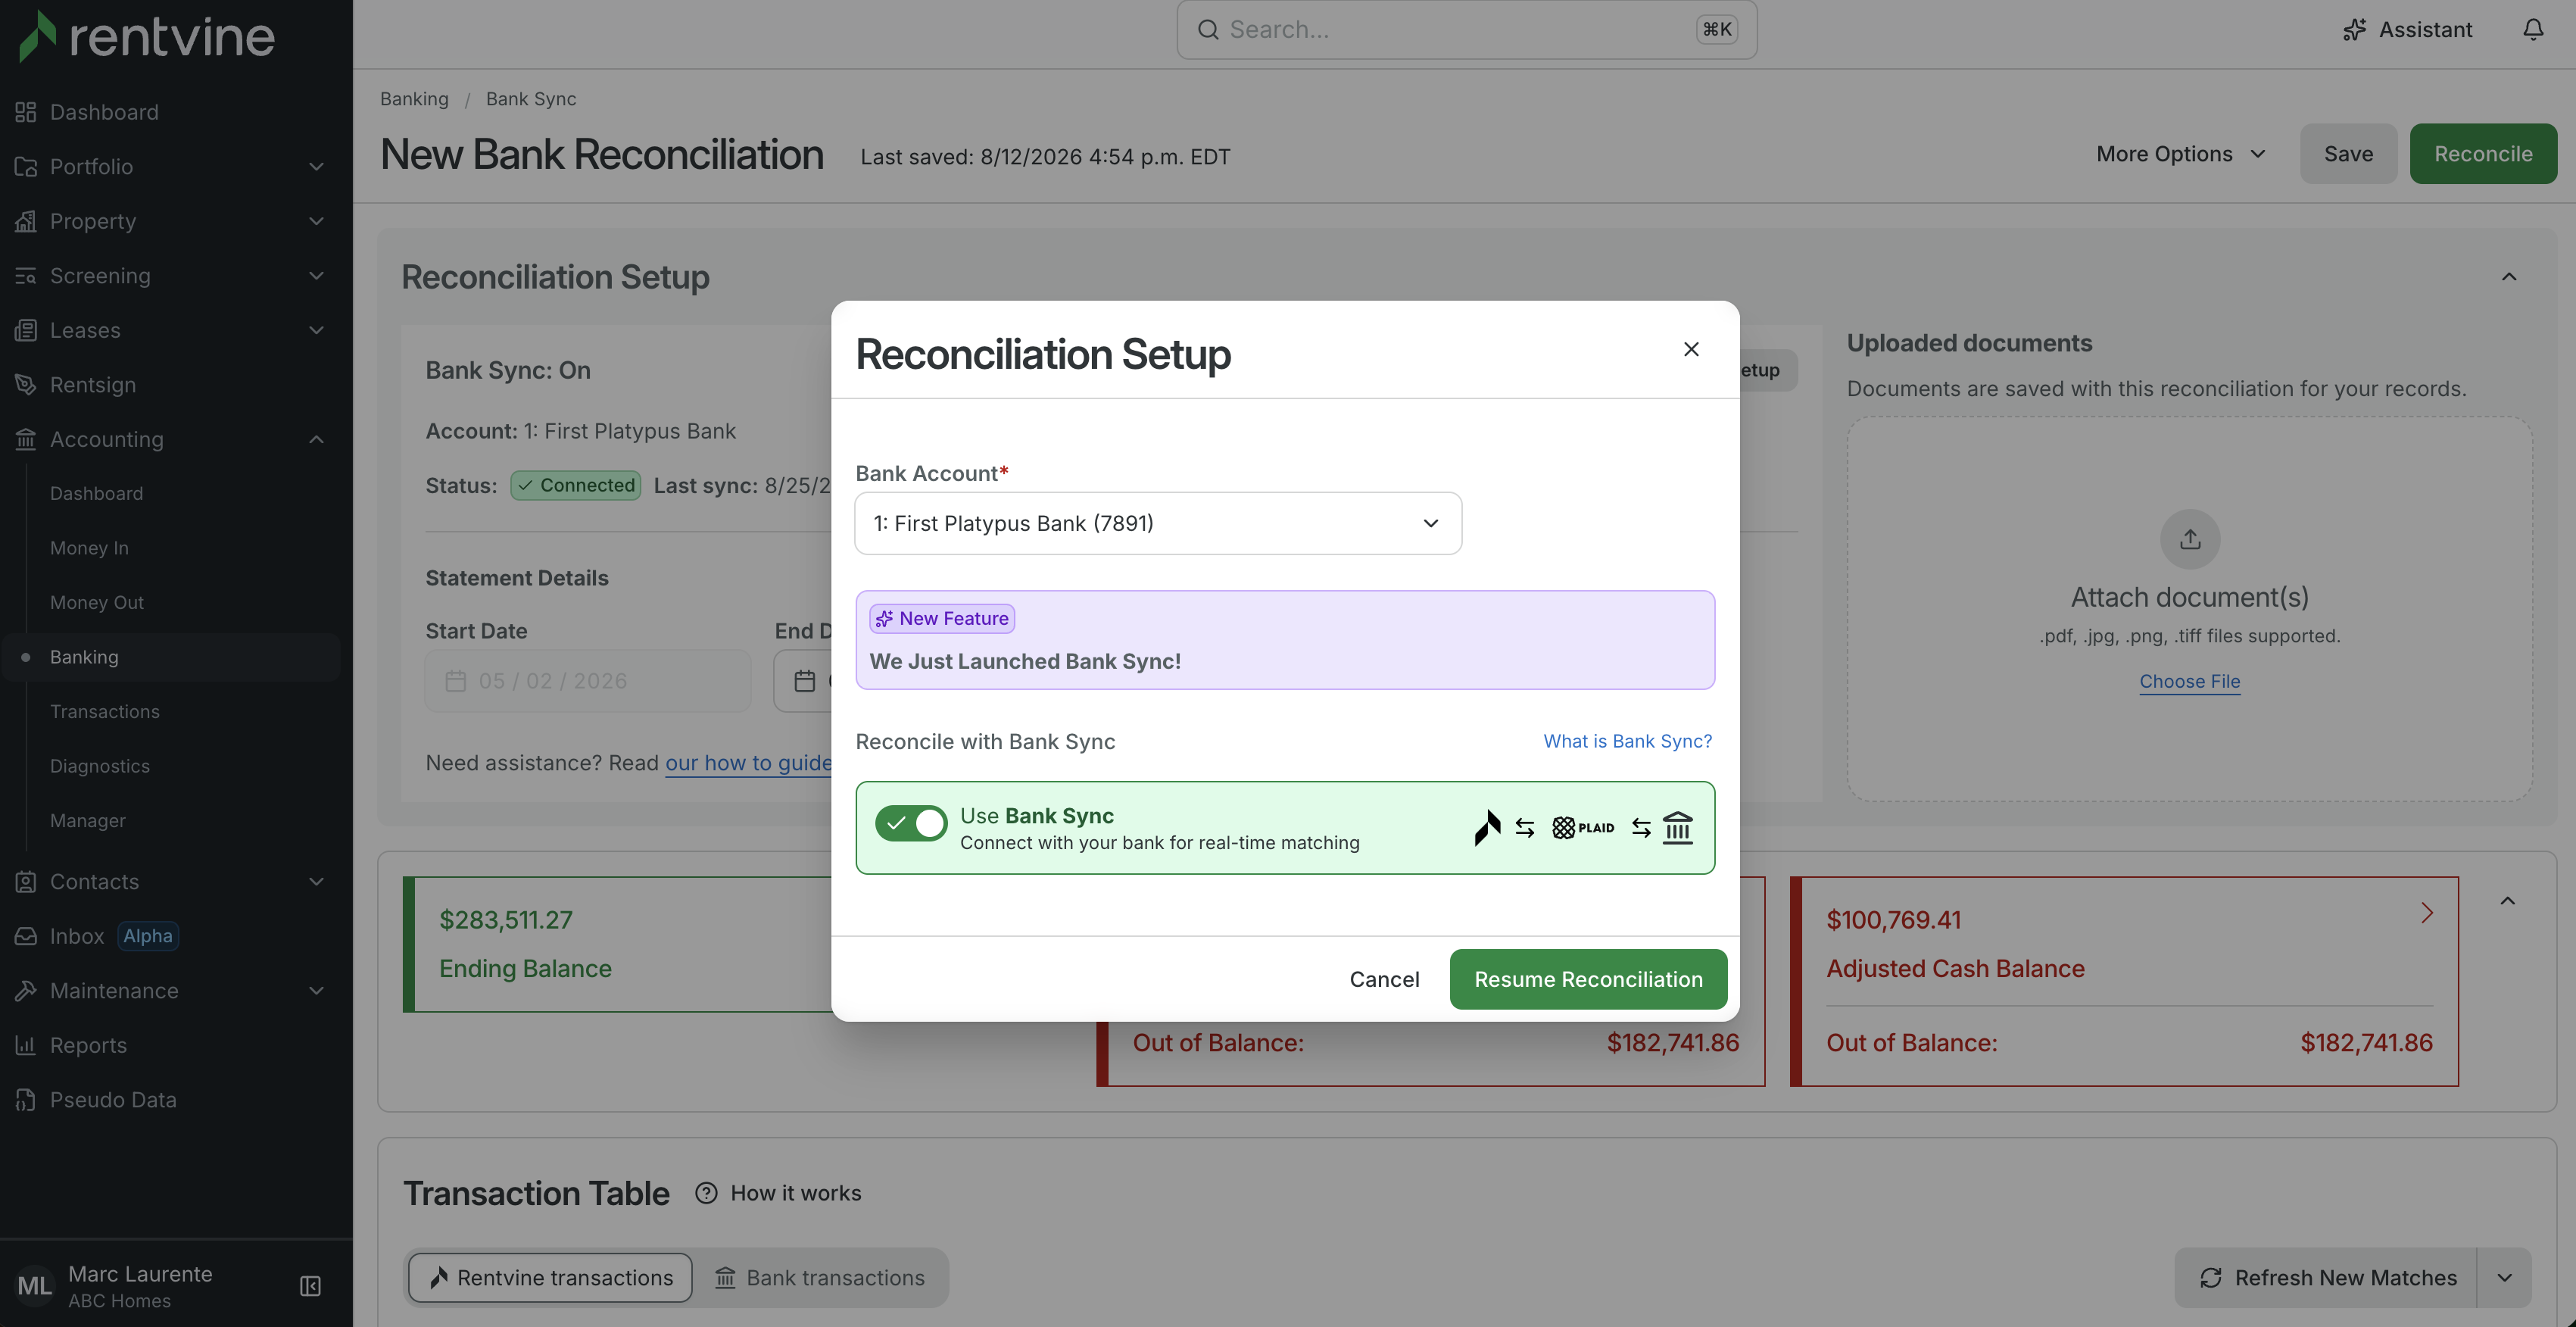 rentvine
Search...
⌘K
Assistant
Dashboard
Portfolio
Property
Screening
Leases
Rentsign
Accounting
Dashboard
Money In
Money Out
Banking
Transactions
Diagnostics
Manager
Contacts
Inbox Alpha
Maintenance
Reports
Pseudo Data
ML
Marc Laurente
ABC Homes
Banking / Bank Sync
New Bank Reconciliation
Last saved: 8/12/2026 4:54 p.m. EDT
More Options
Save
Reconcile
Reconciliation Setup
Bank Sync: On
etup
Account: 1: First Platypus Bank
Status: Connected Last sync: 8/25/2
Statement Details
Start Date
End D
05 / 02 / 2026
Need assistance? Read our how to guide
Uploaded documents
Documents are saved with this reconciliation for your records.
Attach document(s)
.pdf, .jpg, .png, .tiff files supported.
Choose File
Reconciliation Setup
Bank Account*
1: First Platypus Bank (7891)
New Feature
We Just Launched Bank Sync!
Reconcile with Bank Sync
What is Bank Sync?
Use Bank Sync
Connect with your bank for real-time matching
PLAID
Cancel
Resume Reconciliation
$283,511.27
Ending Balance
Out of Balance: $182,741.86
$100,769.41
Adjusted Cash Balance
Out of Balance: $182,741.86
Transaction Table
How it works
Rentvine transactions
Bank transactions
Refresh New Matches